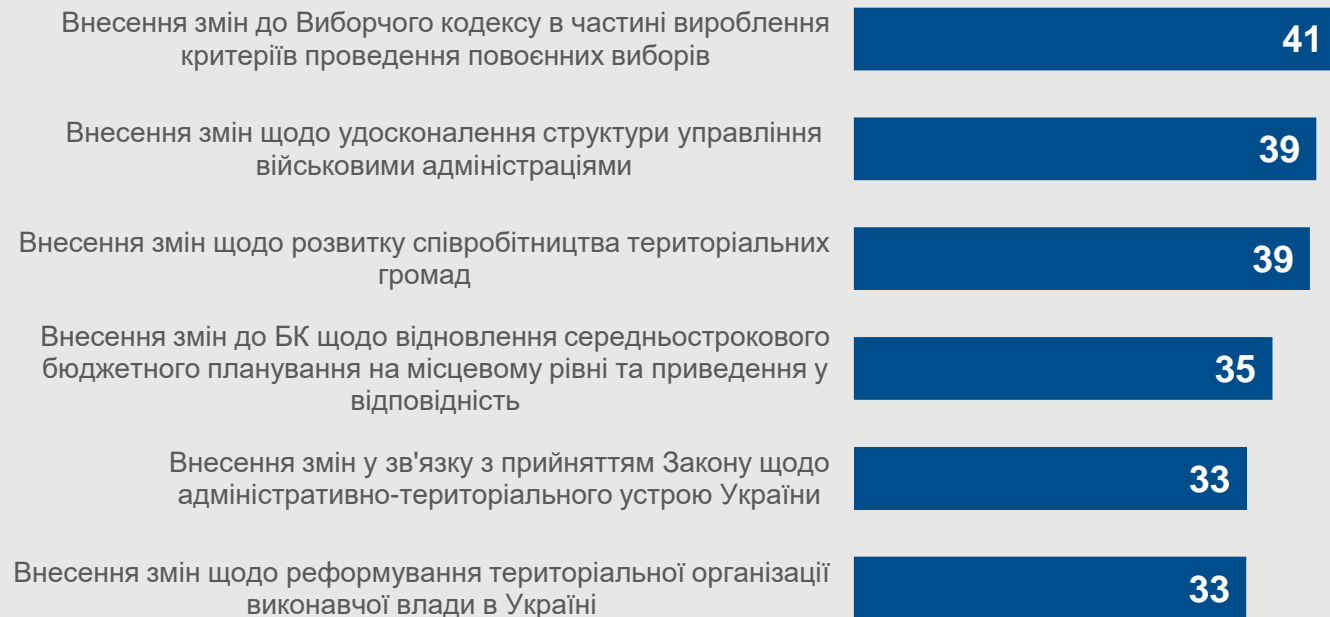 Внесення змін до Виборчого кодексу в частині вироблення
критеріїв проведення повоєнних виборів
41
Внесення змін щодо удосконалення структури управління
військовими адміністраціями
39
Внесення змін щодо розвитку співробітництва територіальних
громад
39
Внесення змін до БК щодо відновлення середньострокового
бюджетного планування на місцевому рівні та приведення у
відповідність
35
Внесення змін у зв'язку з прийняттям Закону щодо
адміністративно-територіального устрою України
33
Внесення змін щодо реформування територіальної організації
виконавчої влади в Україні
33